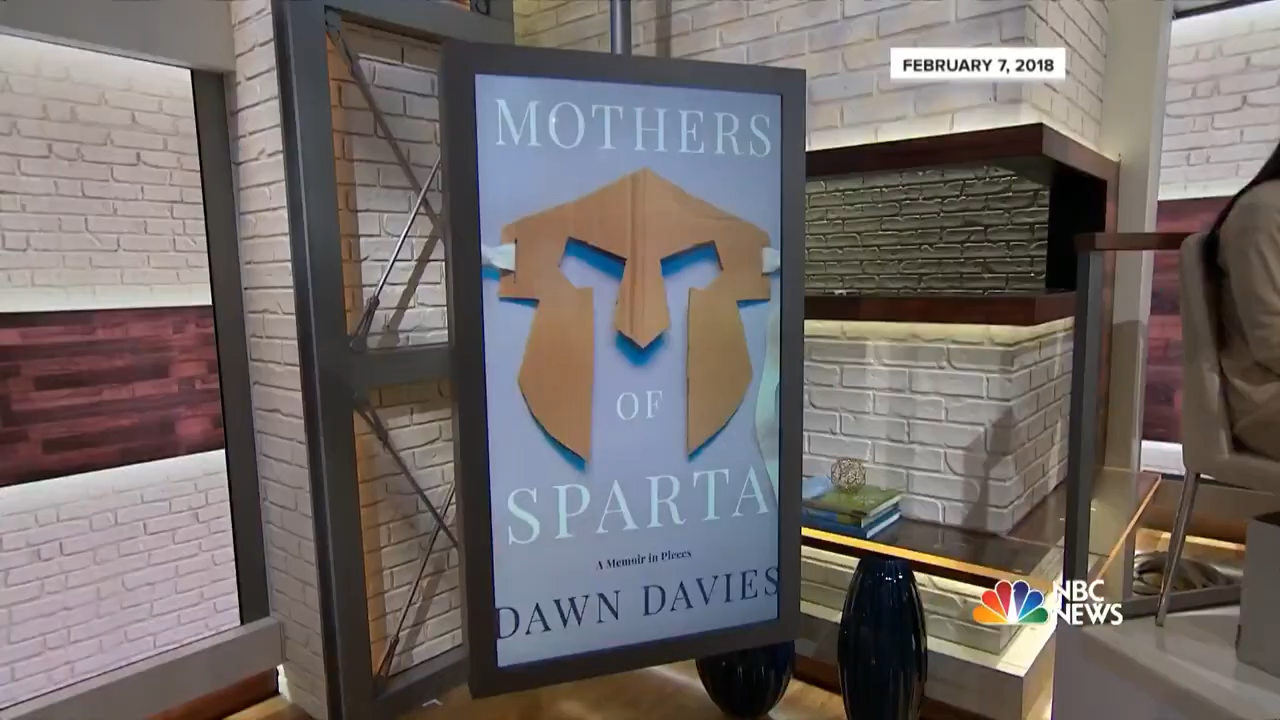 FEBRUARY 7, 2018
MOTHERS
OF
SPARTA
A Memoir in Pieces
DAWN DAVIES
NBC
NEWS